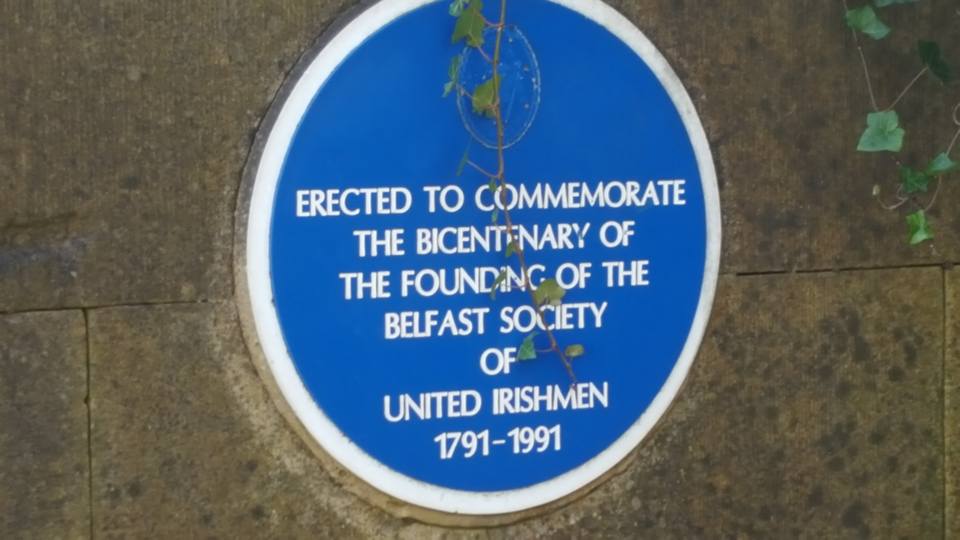 ERECTED TO COMMEMORATE
THE BICENTENARY OF
THE FOUNDING OF THE
BELFAST SOCIETY
OF
UNITED IRISHMEN
1791-1991